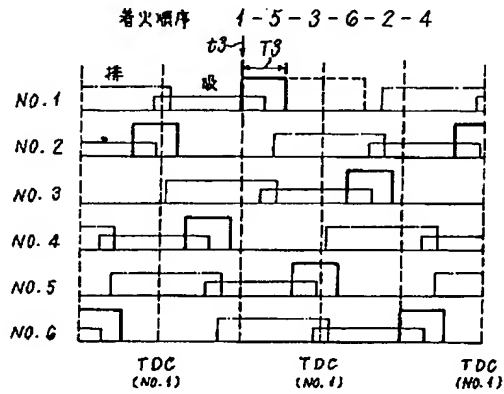 着火順序 1-5-3-6-2-4
t3 T3
排 吸
NO.1
NO.2
NO.3
NO.4
NO.5
NO.6
TDC TDC TDC
(NO.1) (NO.1) (NO.1)